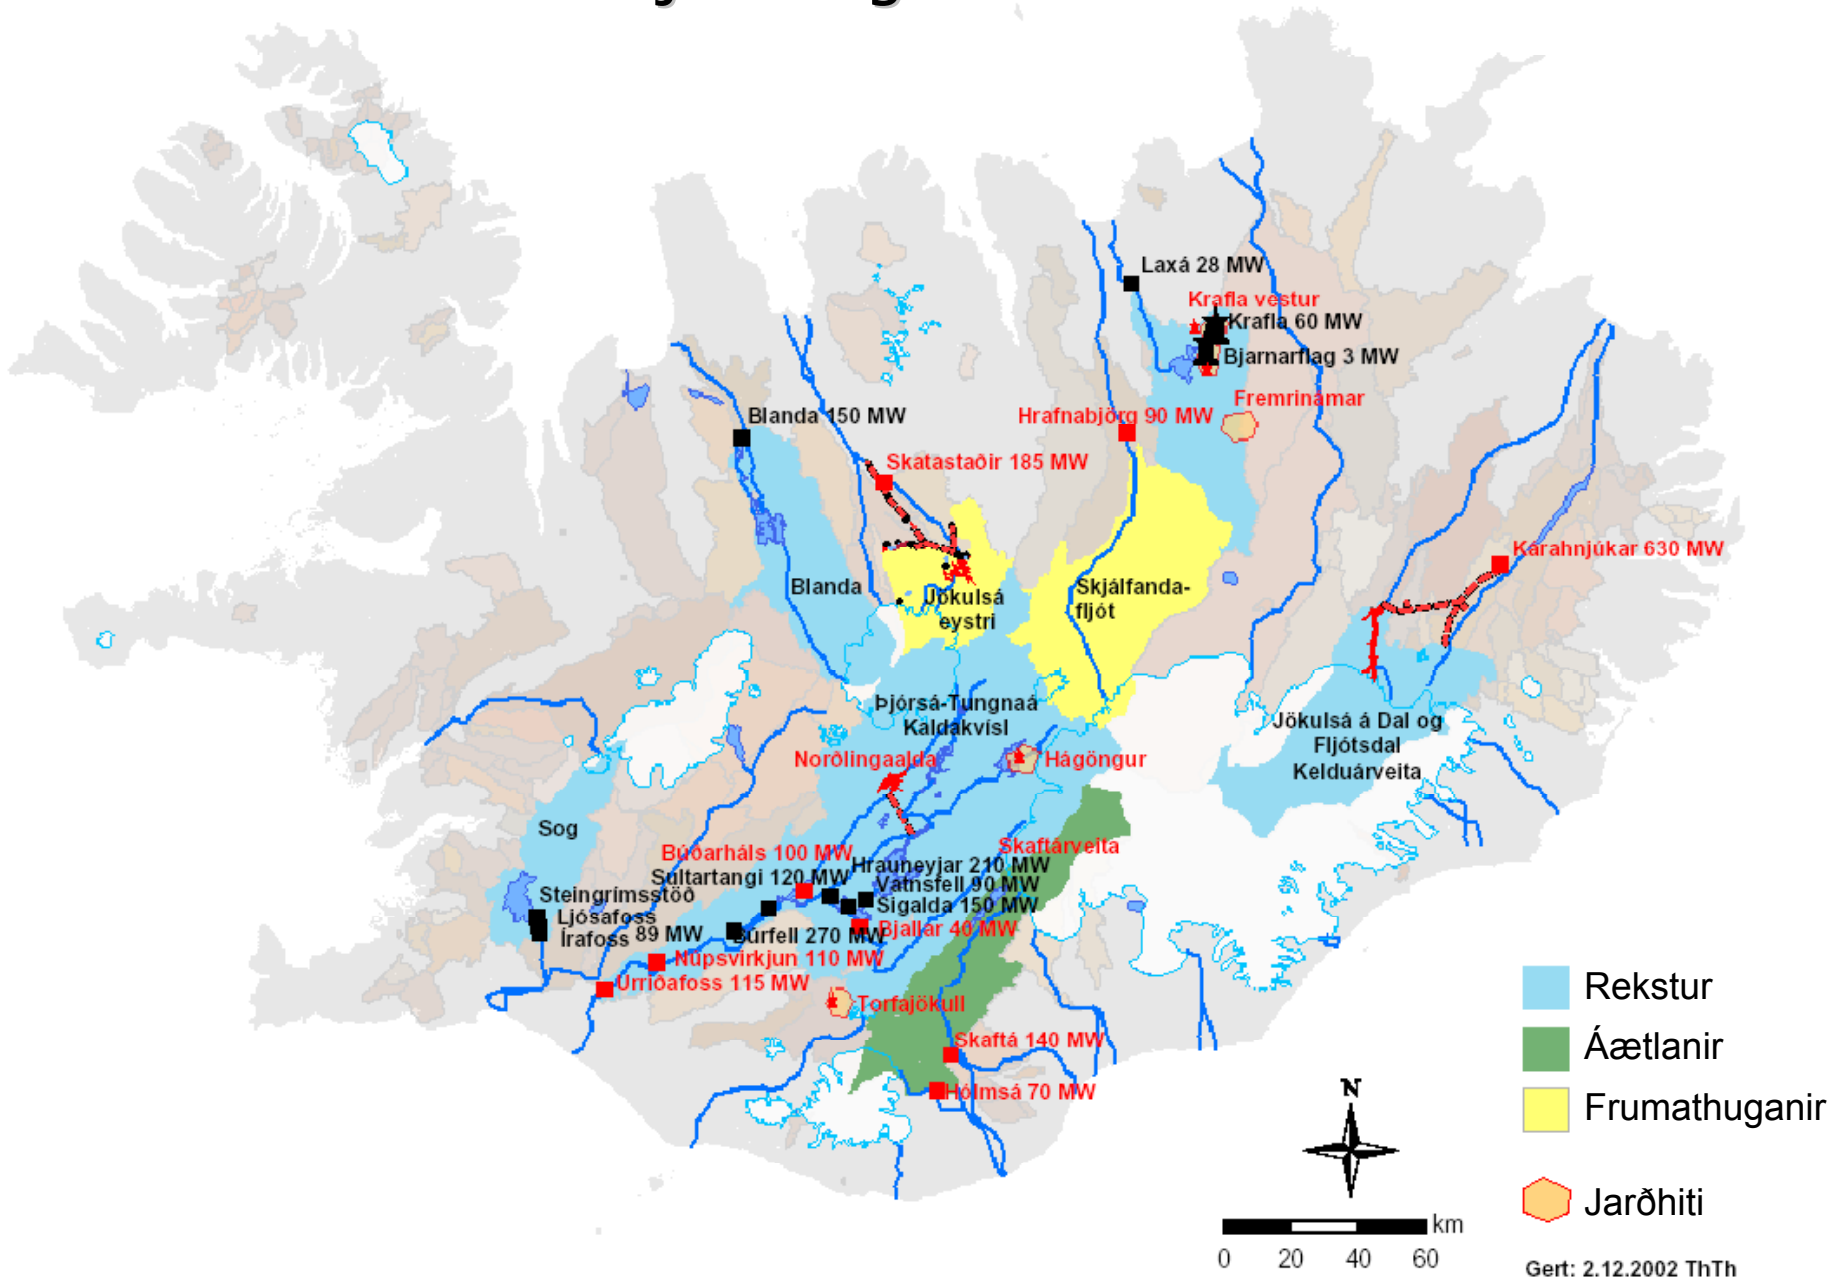 Laxá 28 MW
Krafla vestur
Krafla 60 MW
Bjarnarflag 3 MW
Fremrinámar
Blanda 150 MW
Hrafnabjörg 90 MW
Skatastaðir 185 MW
Kárahnjúkar 630 MW
Blanda
Jökulsá
eystri
Skjálfanda-
fljót
Þjórsá-Tungnaá
Kaldakvísl
Jökulsá á Dal og
Fljótsdal
Kelduárveita
Norðlingaalda
Hágöngur
Sog
Skaftárveita
Búðarháls 100 MW
Hrauneyjar 210 MW
Sultartangi 120 MW
Vatnsfell 90 MW
Steingrímsstöð
Sigalda 150 MW
Ljósafoss
Írafoss 89 MW
Búrfell 270 MW
Bjallar 40 MW
Núpsvirkjun 110 MW
Urriðafoss 115 MW
Torfajökull
Skaftá 140 MW
Hólmsá 70 MW
Rekstur
Áætlanir
Frumathuganir
Jarðhiti
N
km
0 20 40 60
Gert: 2.12.2002 ThTh